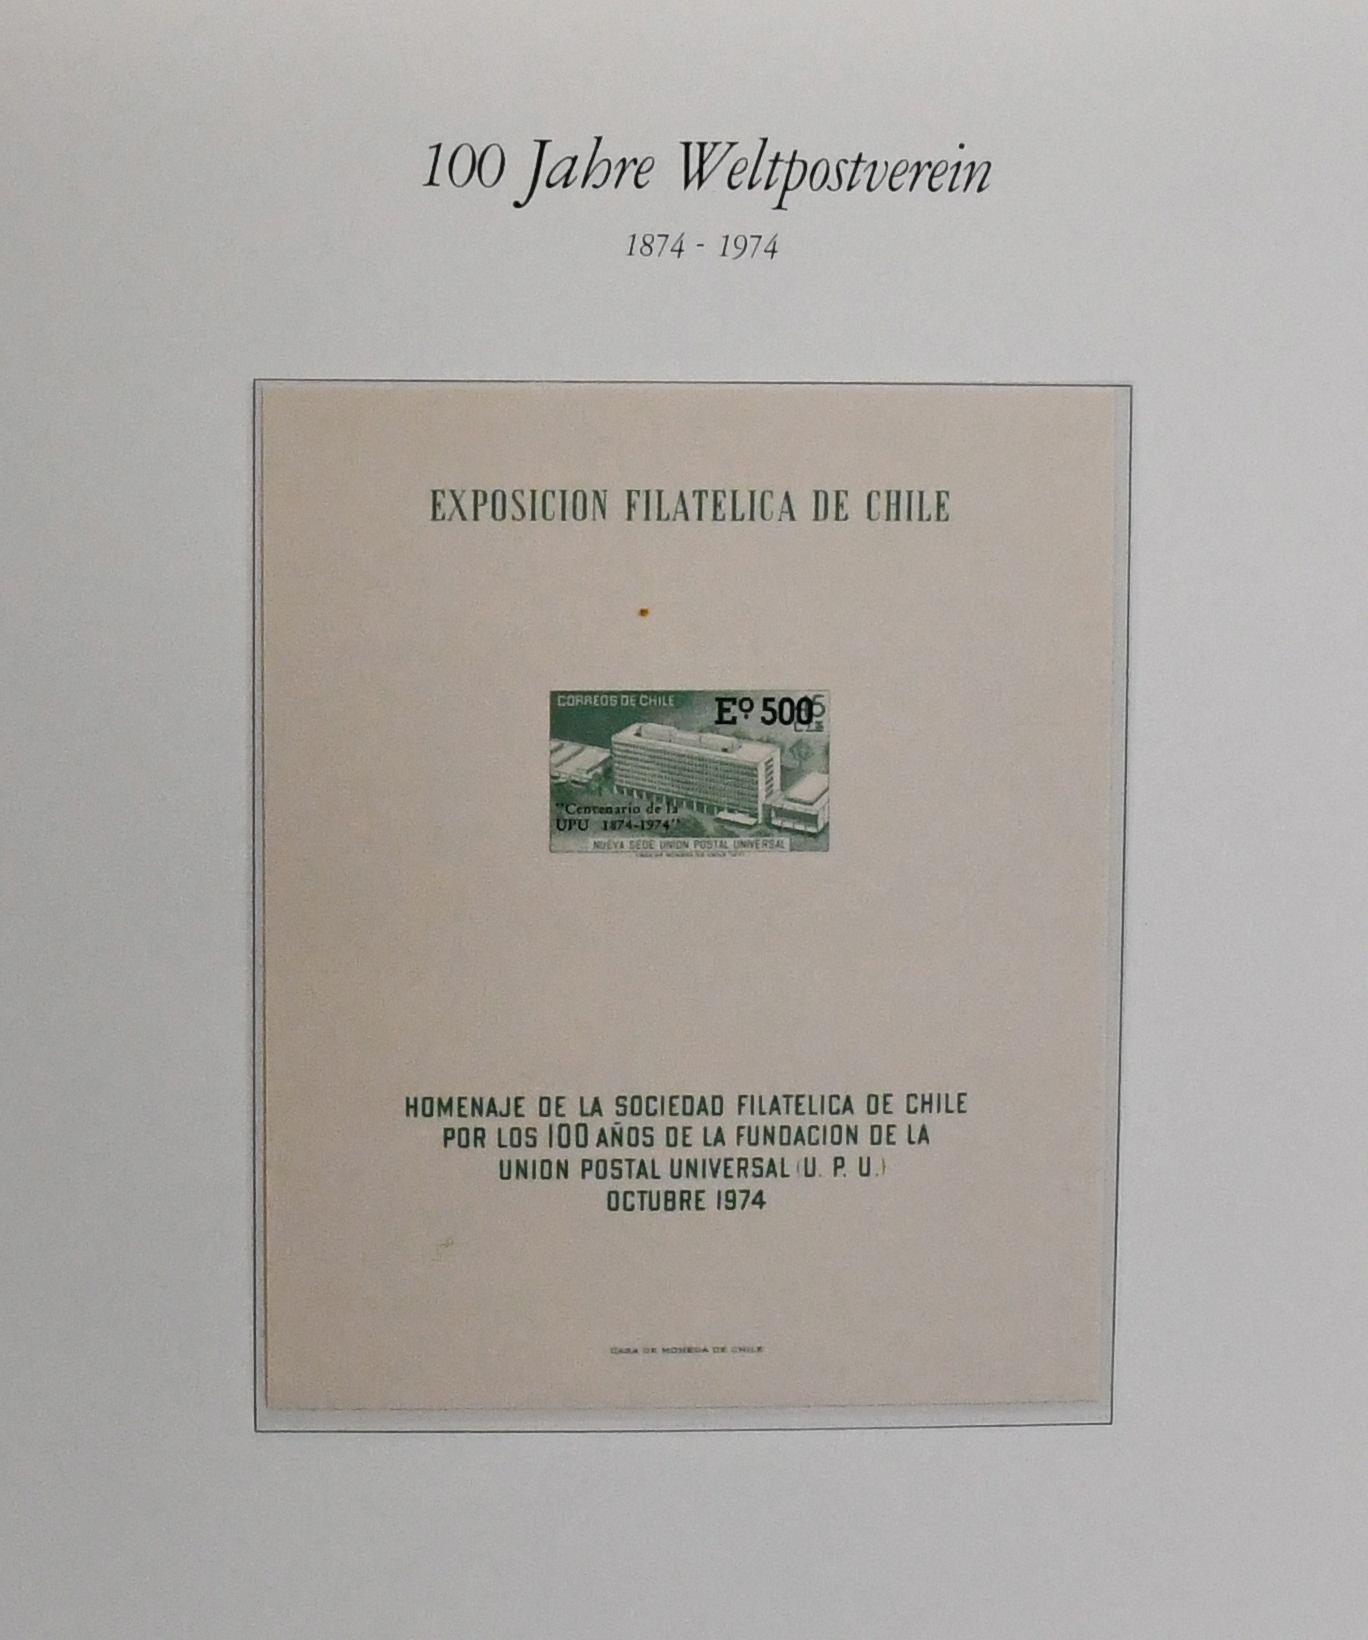 100 Jahre Weltpostverein
1874 - 1974
EXPOSICION FILATELICA DE CHILE
CORREOS DE CHILE
Eº 500
"Centenario de la
UPU 1874-1974"
NUEVA SEDE UNION POSTAL UNIVERSAL
HOMENAJE DE LA SOCIEDAD FILATELICA DE CHILE
POR LOS 100 AÑOS DE LA FUNDACION DE LA
UNION POSTAL UNIVERSAL (U. P. U.)
OCTUBRE 1974
CASA DE MONEDA DE CHILE